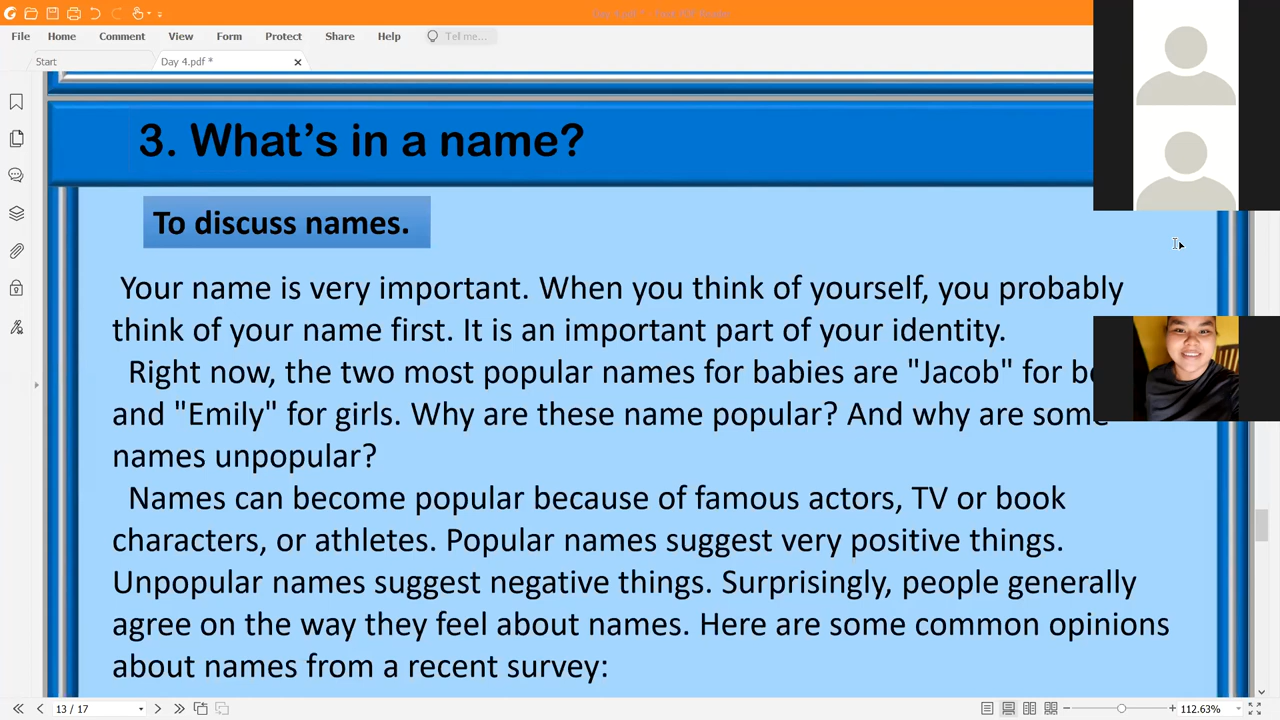 File Home Comment View Form Protect Share Help Tell me...
Start Day 4.pdf *
3. What's in a name?
To discuss names.
Your name is very important. When you think of yourself, you probably
think of your name first. It is an important part of your identity.
Right now, the two most popular names for babies are "Jacob" for
and "Emily" for girls. Why are these name popular? And why are some
names unpopular?
Names can become popular because of famous actors, TV or book
characters, or athletes. Popular names suggest very positive things.
Unpopular names suggest negative things. Surprisingly, people generally
agree on the way they feel about names. Here are some common opinions
about names from a recent survey:
13 / 17 112.63%